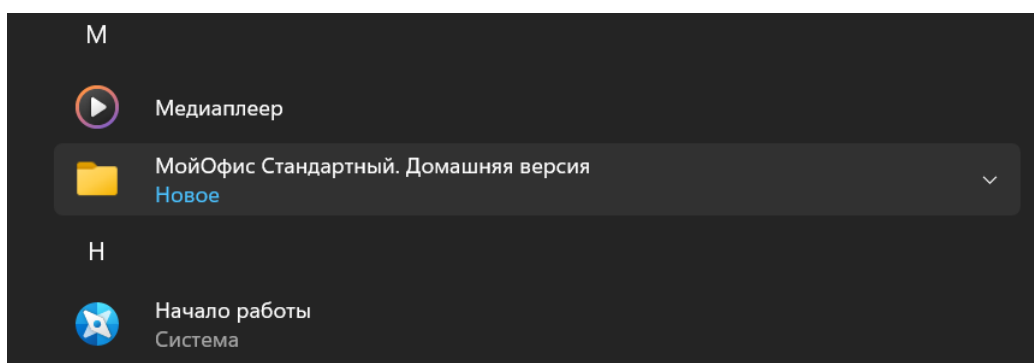 М
Медиаплеер
МойОфис Стандартный. Домашняя версия
Новое
Н
Начало работы
Система